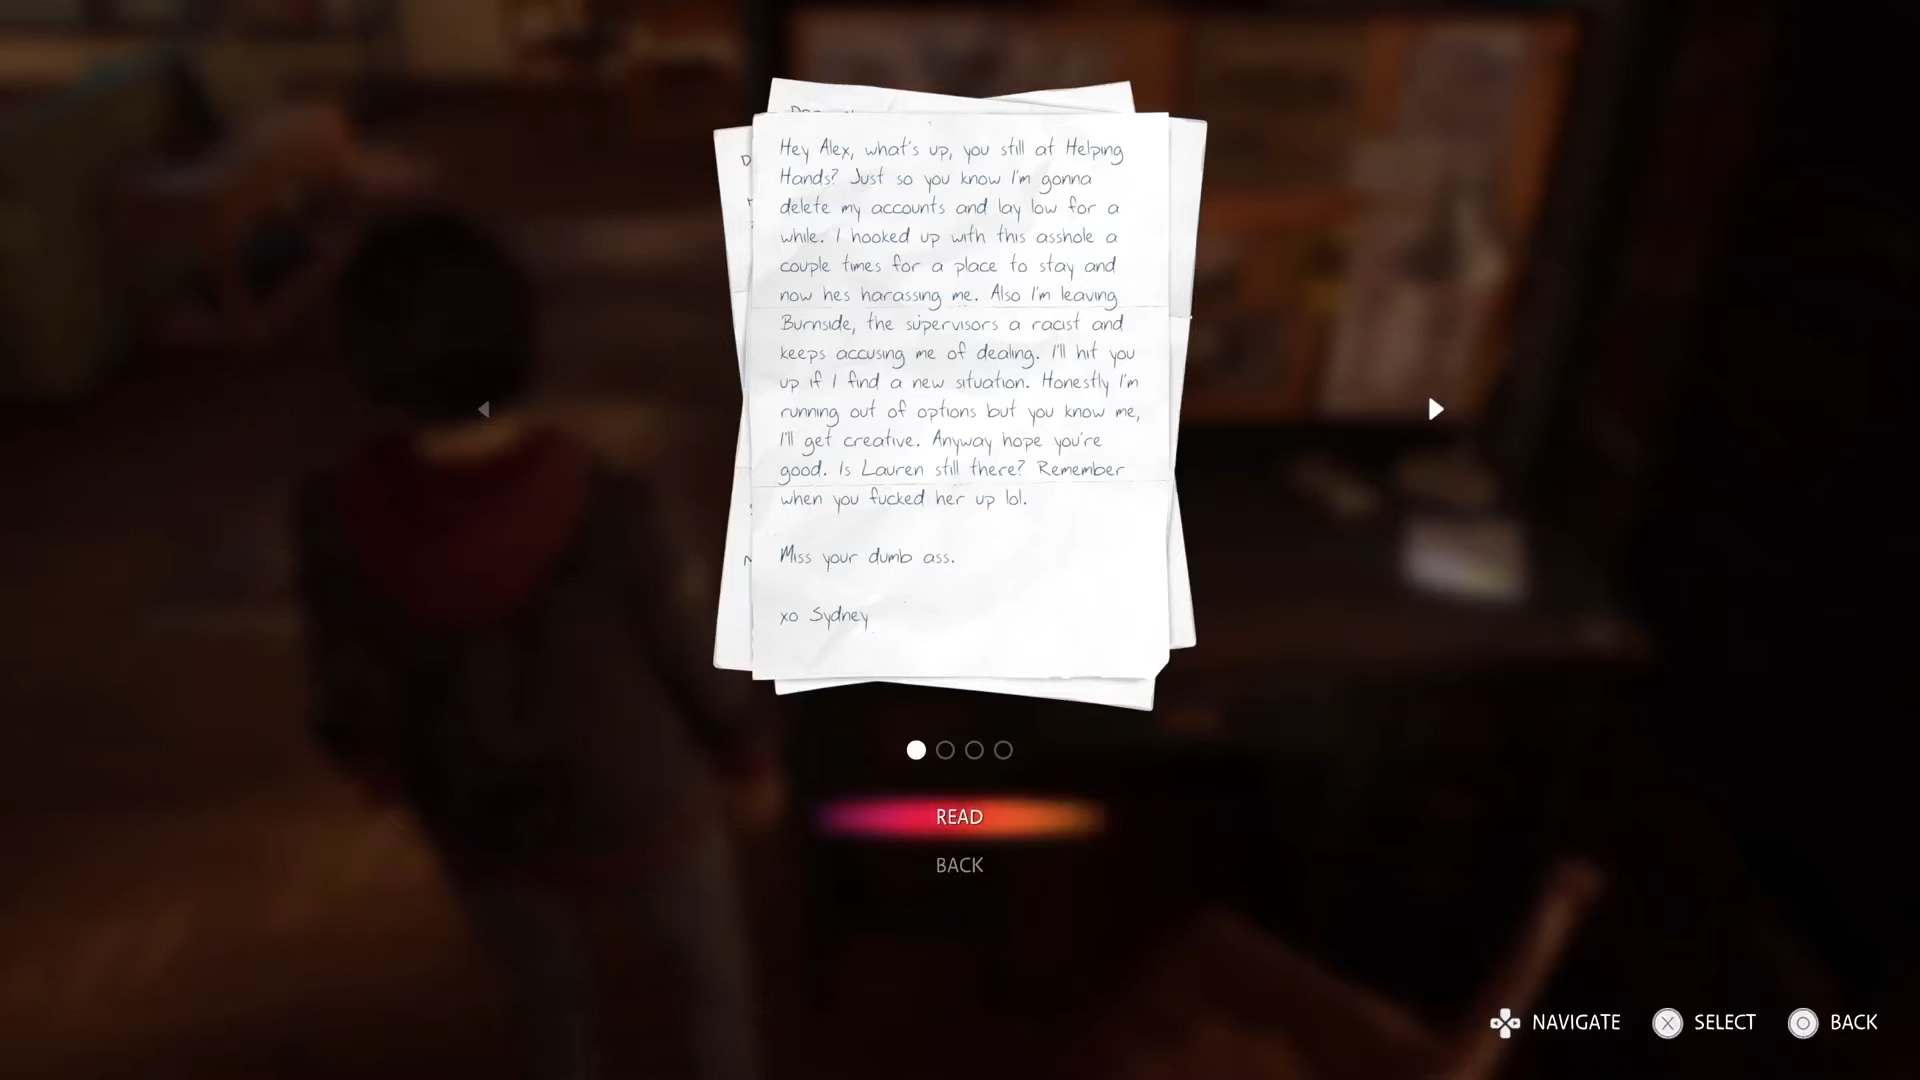 Hey Alex, what's up, you still at Helping
Hands? Just so you know I'm gonna
delete my accounts and lay low for a
while. I hooked up with this asshole a
couple times for a place to stay and
now hes harassing me. Also I'm leaving
Burnside, the supervisors a racist and
keeps accusing me of dealing. I'll hit you
up if I find a new situation. Honestly I'm
running out of options but you know me,
I'll get creative. Anyway hope you're
good. Is Lauren still there? Remember
when you fucked her up lol.
Miss your dumb ass.
xo Sydney
READ
BACK
NAVIGATE
SELECT
BACK